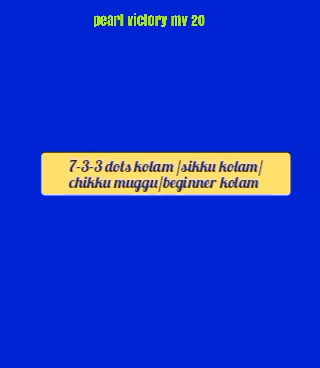 pearl victory mv 20
7-3-3 dots kolam /sikku kolam/
chikku muggu/beginner kolam